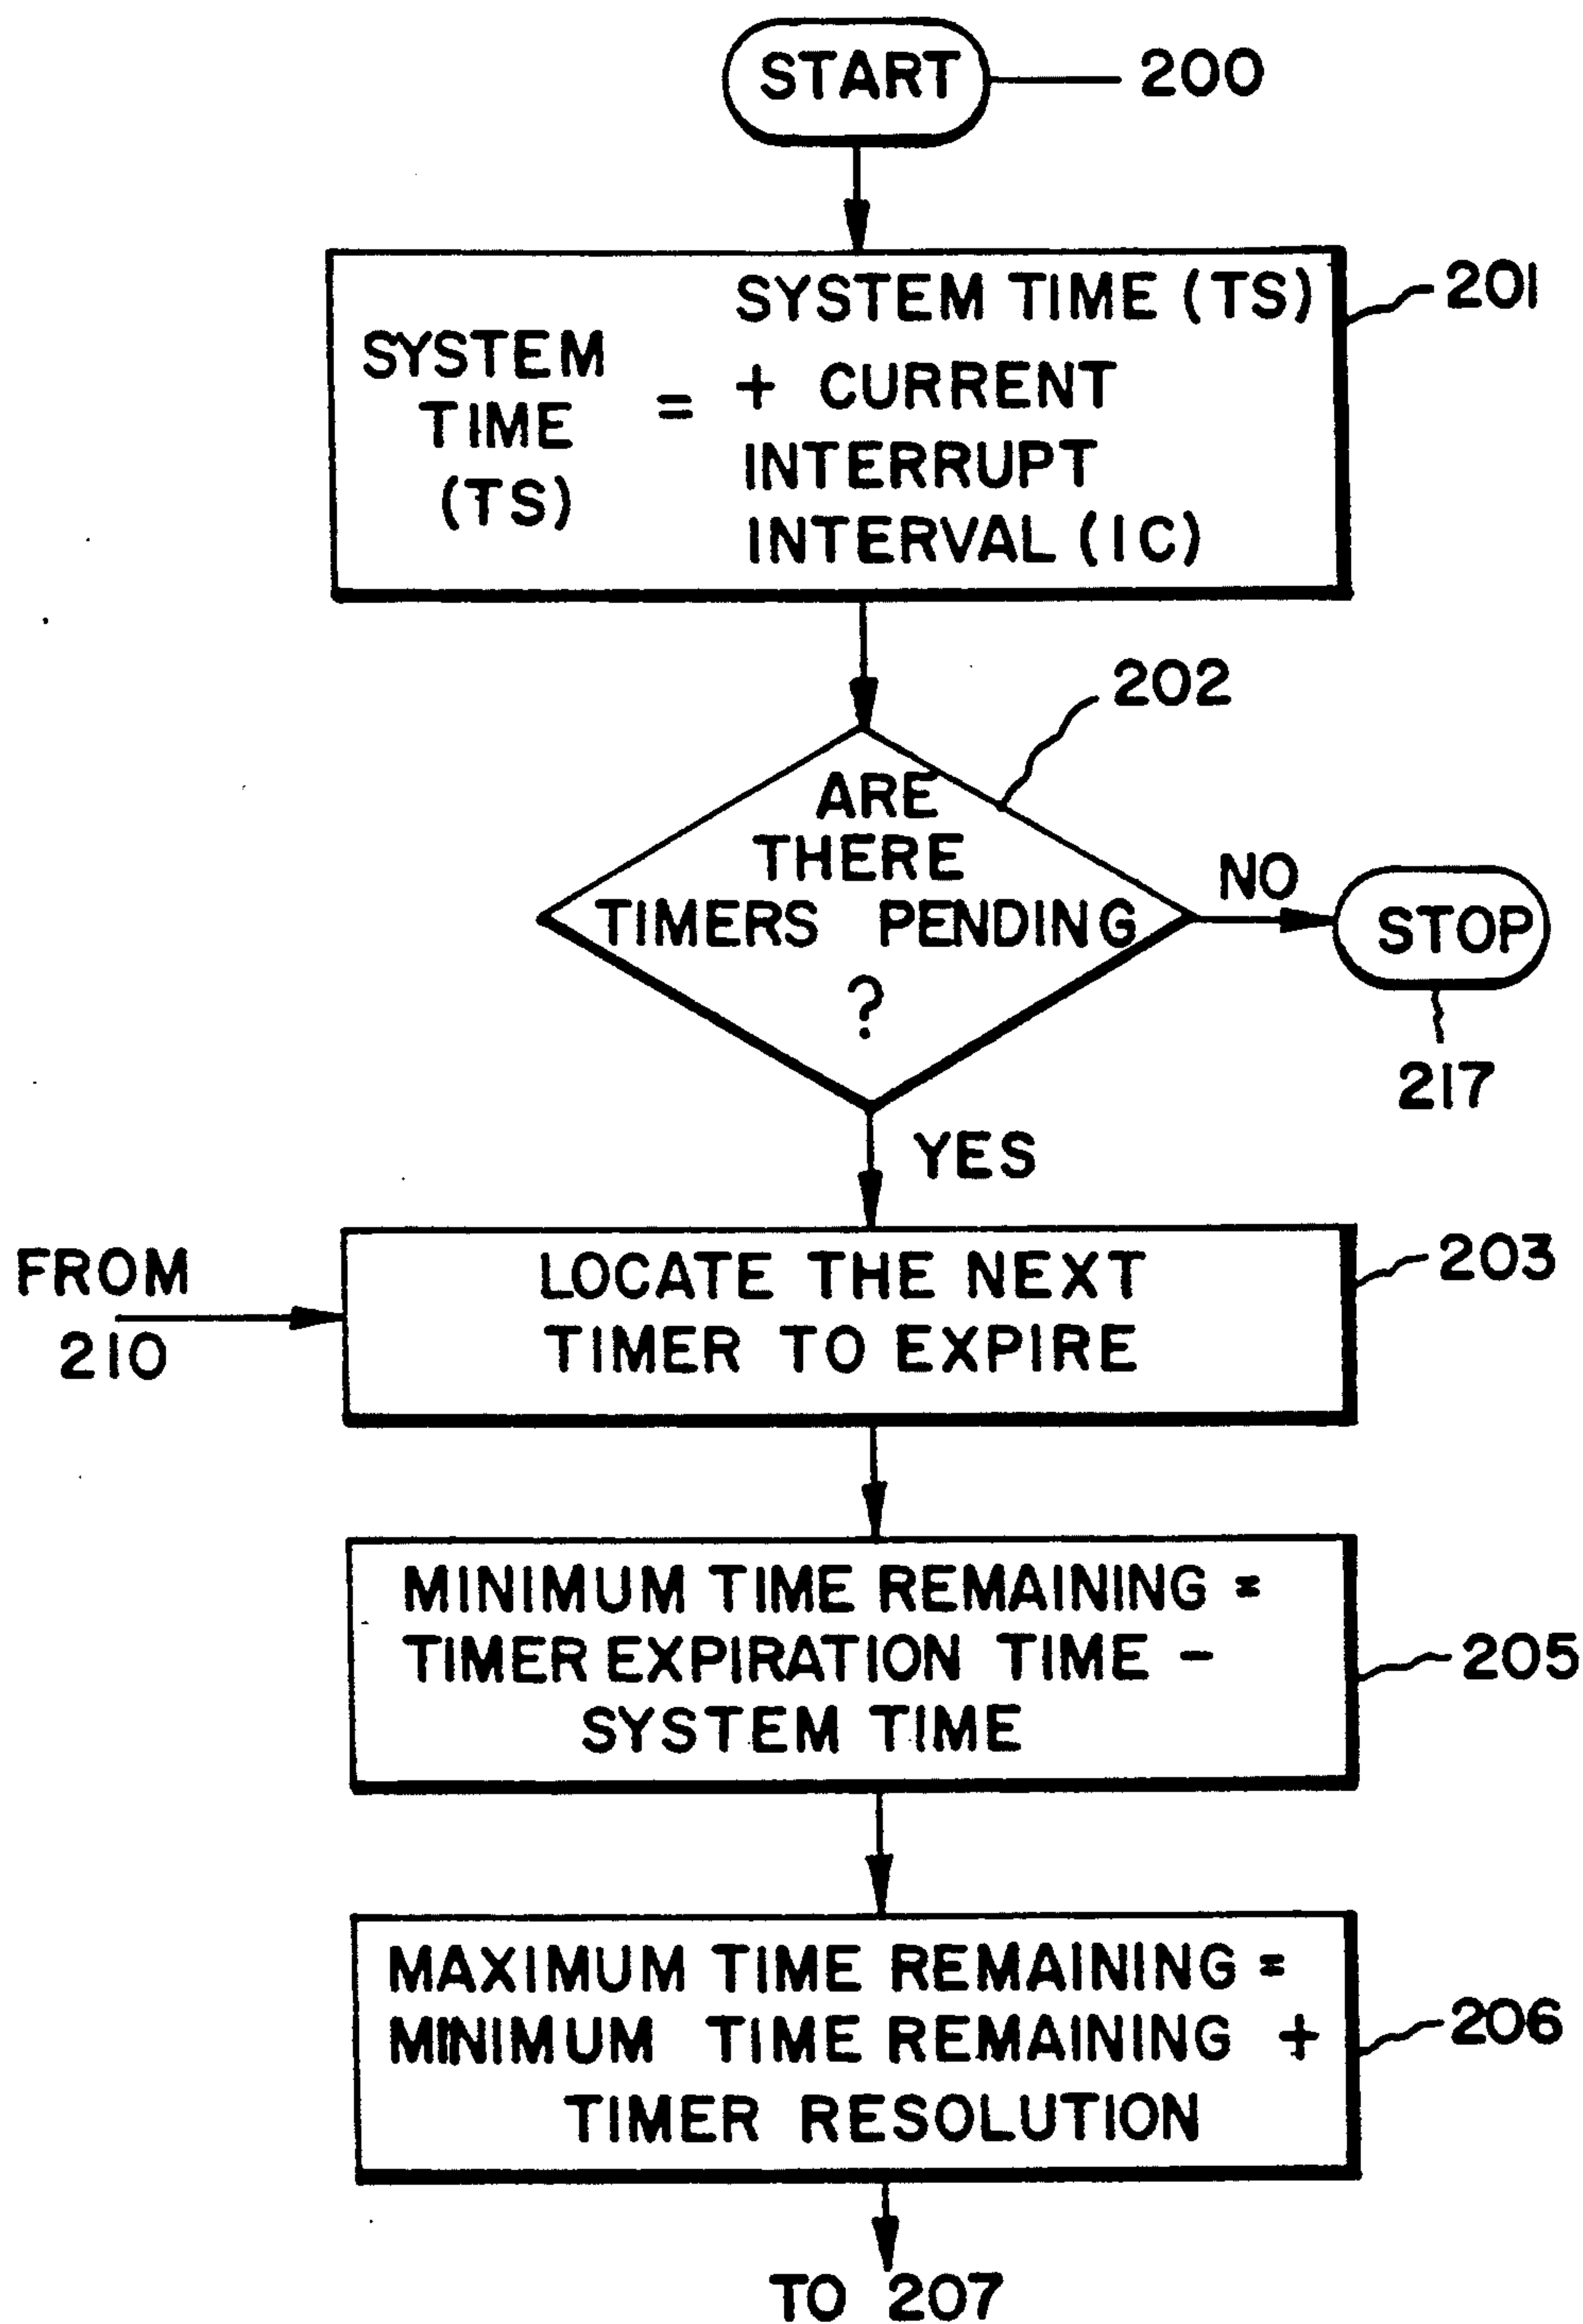 START
200
SYSTEM
TIME
(TS)
=
SYSTEM TIME (TS)
+ CURRENT
INTERRUPT
INTERVAL (IC)
201
202
ARE
THERE
TIMERS PENDING
?
NO
STOP
217
YES
FROM
210
LOCATE THE NEXT
TIMER TO EXPIRE
203
MINIMUM TIME REMAINING =
TIMER EXPIRATION TIME -
SYSTEM TIME
205
MAXIMUM TIME REMAINING =
MINIMUM TIME REMAINING +
TIMER RESOLUTION
206
TO 207